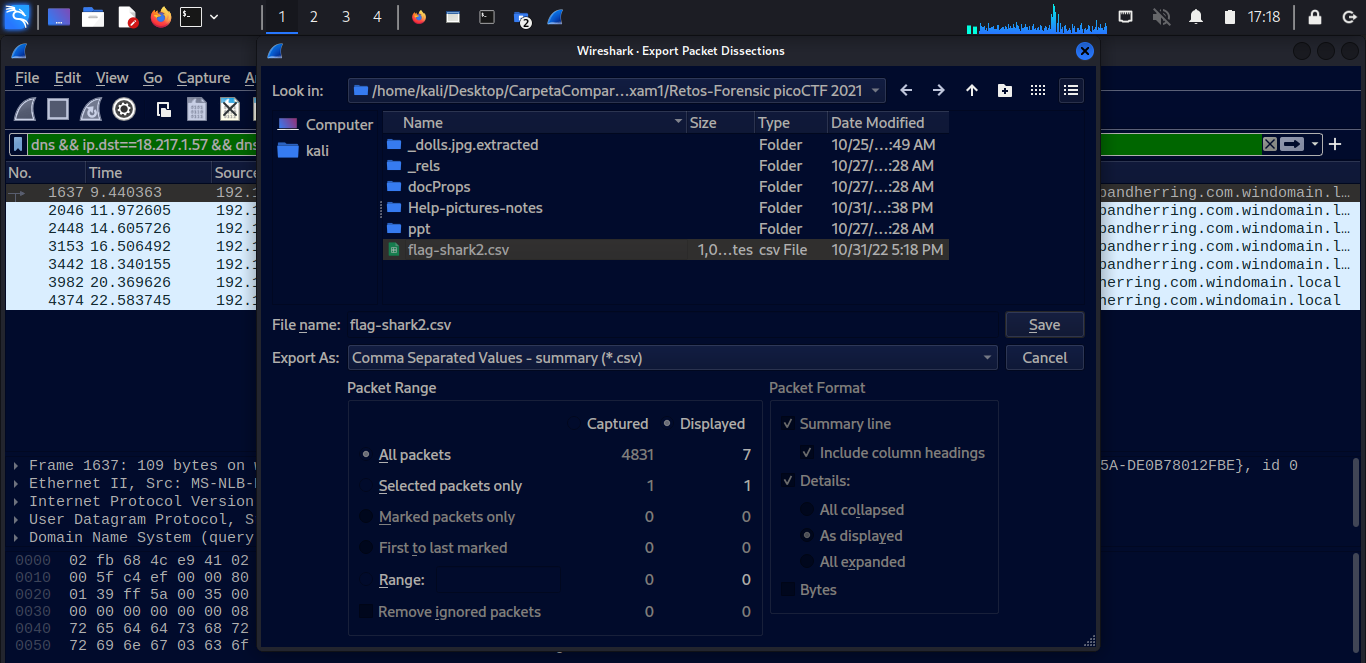 1 2 3 4 2 17:18
Wireshark · Export Packet Dissections
File Edit View Go Capture A
Look in: /home/kali/Desktop/CarpetaCompar…xam1/Retos-Forensic picoCTF 2021
Computer
kali
Name Size Type Date Modified
_dolls.jpg.extracted Folder 10/25/…:49 AM
_rels Folder 10/27/…:28 AM
docProps Folder 10/27/…:28 AM
Help-pictures-notes Folder 10/31/…:38 PM
ppt Folder 10/27/…:28 AM
flag-shark2.csv 1,0…tes csv File 10/31/22 5:18 PM
dns && ip.dst==18.217.1.57 && dns
No. Time Source
1637 9.440363 192.1 bandherring.com.windomain.l…
2046 11.972605 192.1 bandherring.com.windomain.l…
2448 14.605726 192.1 bandherring.com.windomain.l…
3153 16.506492 192.1 bandherring.com.windomain.l…
3442 18.340155 192.1 bandherring.com.windomain.l…
3982 20.369626 192.1 herring.com.windomain.local
4374 22.583745 192.1 herring.com.windomain.local
File name: flag-shark2.csv Save
Export As: Comma Separated Values - summary (*.csv) Cancel
Packet Range
Captured Displayed
All packets 4831 7
Selected packets only 1 1
Marked packets only 0 0
First to last marked 0 0
Range: 0 0
Remove ignored packets 0 0
Packet Format
Summary line
Include column headings
Details:
All collapsed
As displayed
All expanded
Bytes
Frame 1637: 109 bytes on w 5A-DE0B78012FBE}, id 0
Ethernet II, Src: MS-NLB-
Internet Protocol Version
User Datagram Protocol, S
Domain Name System (query
0000 02 fb 68 4c e9 41 02
0010 00 5f c4 ef 00 00 80
0020 01 39 ff 5a 00 35 00
0030 00 00 00 00 00 00 08
0040 72 65 64 64 73 68 72
0050 72 69 6e 67 03 63 6f